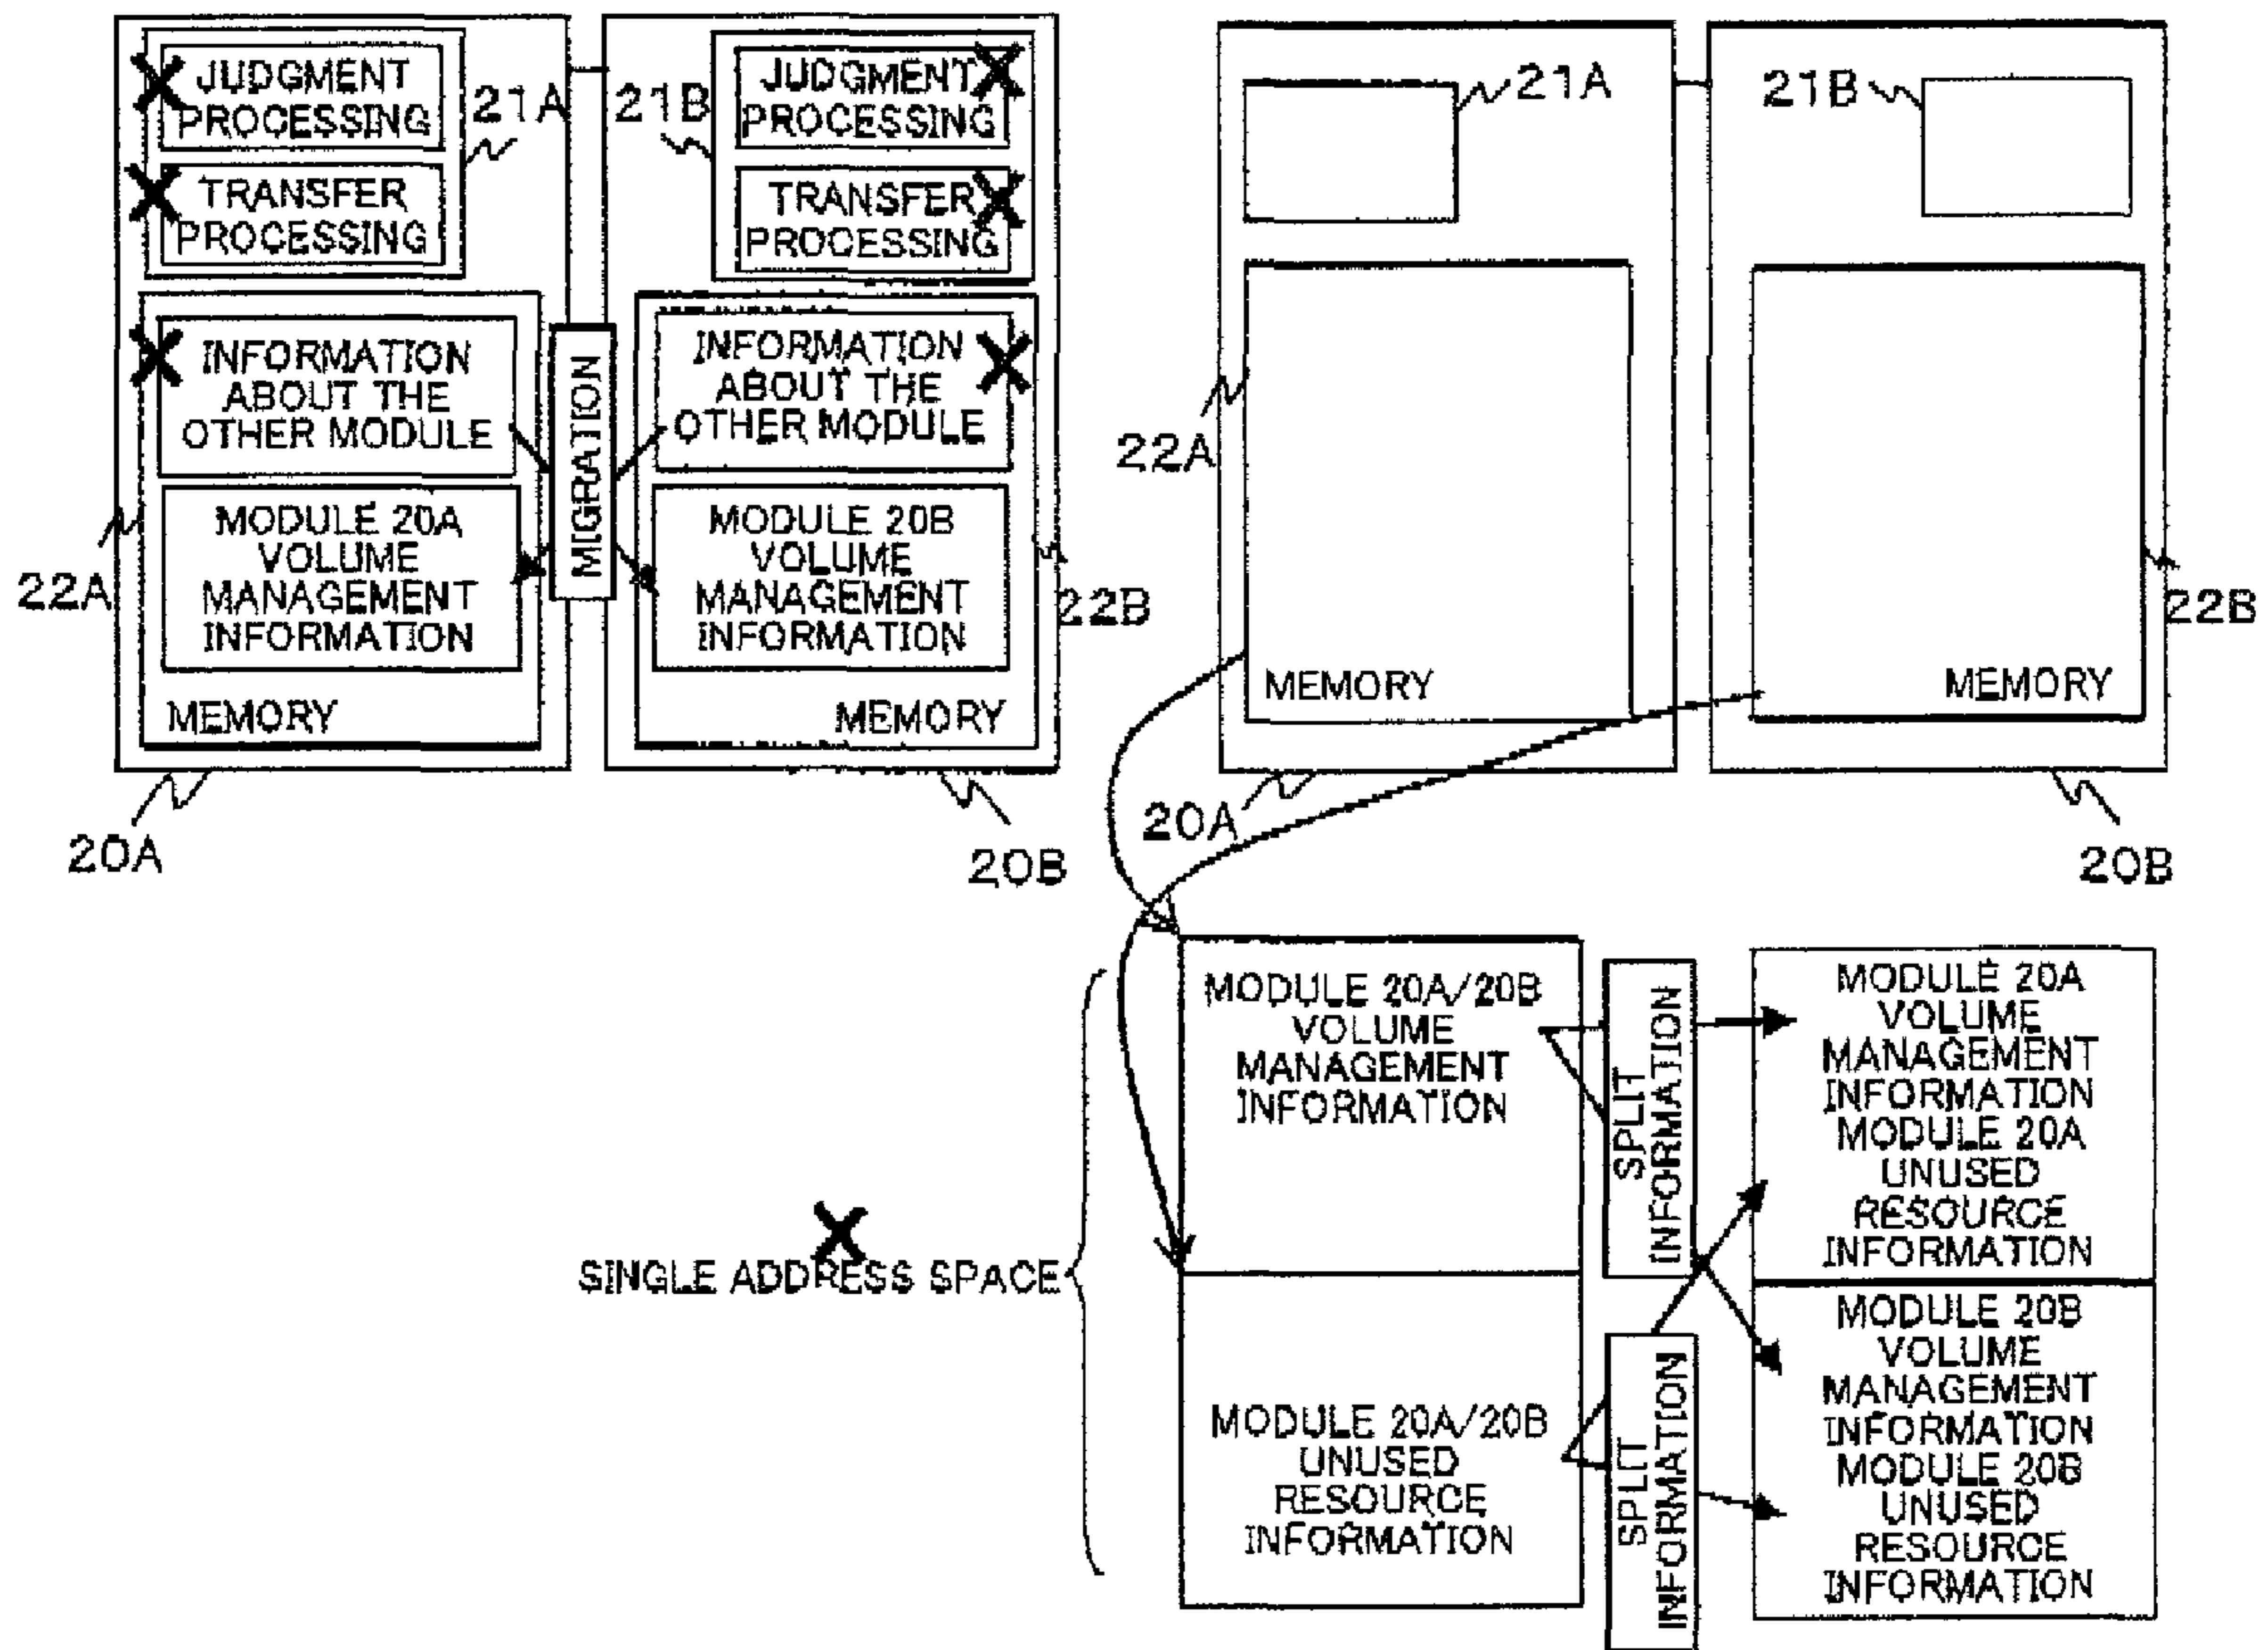 JUDGMENT
PROCESSING
TRANSFER
PROCESSING
21A
INFORMATION
ABOUT THE
OTHER MODULE
MODULE 20A
VOLUME
MANAGEMENT
INFORMATION
MEMORY
22A
20A
MIGRATION
21B
JUDGMENT
PROCESSING
TRANSFER
PROCESSING
INFORMATION
ABOUT THE
OTHER MODULE
MODULE 20B
VOLUME
MANAGEMENT
INFORMATION
MEMORY
22B
20B
21A
22A
MEMORY
20A
21B
MEMORY
22B
20B
SINGLE ADDRESS SPACE
MODULE 20A/20B
VOLUME
MANAGEMENT
INFORMATION
MODULE 20A/20B
UNUSED
RESOURCE
INFORMATION
SPLIT
INFORMATION
SPLIT
INFORMATION
MODULE 20A
VOLUME
MANAGEMENT
INFORMATION
MODULE 20A
UNUSED
RESOURCE
INFORMATION
MODULE 20B
VOLUME
MANAGEMENT
INFORMATION
MODULE 20B
UNUSED
RESOURCE
INFORMATION